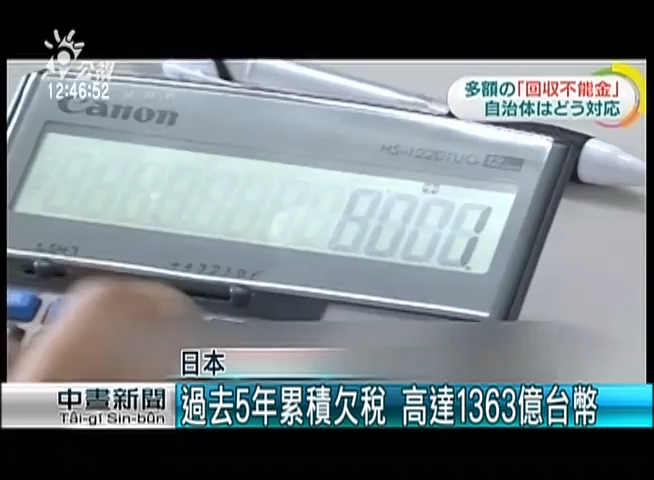 公視
12:46:52
多額の「回収不能金」
自治体はどう対応
Canon
HS-1220TUG
8001
日本
中晝新聞
Tâi-gí Sin-bûn
過去5年累積欠稅 高達1363億台幣